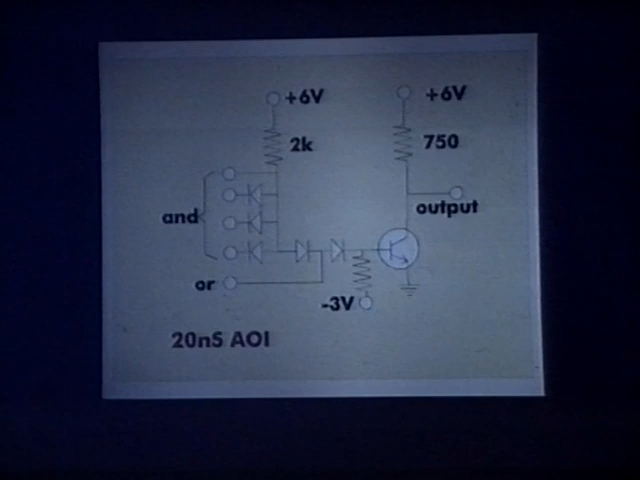 +6V
+6V
2k
750
and
output
or
-3V
20nS AOI